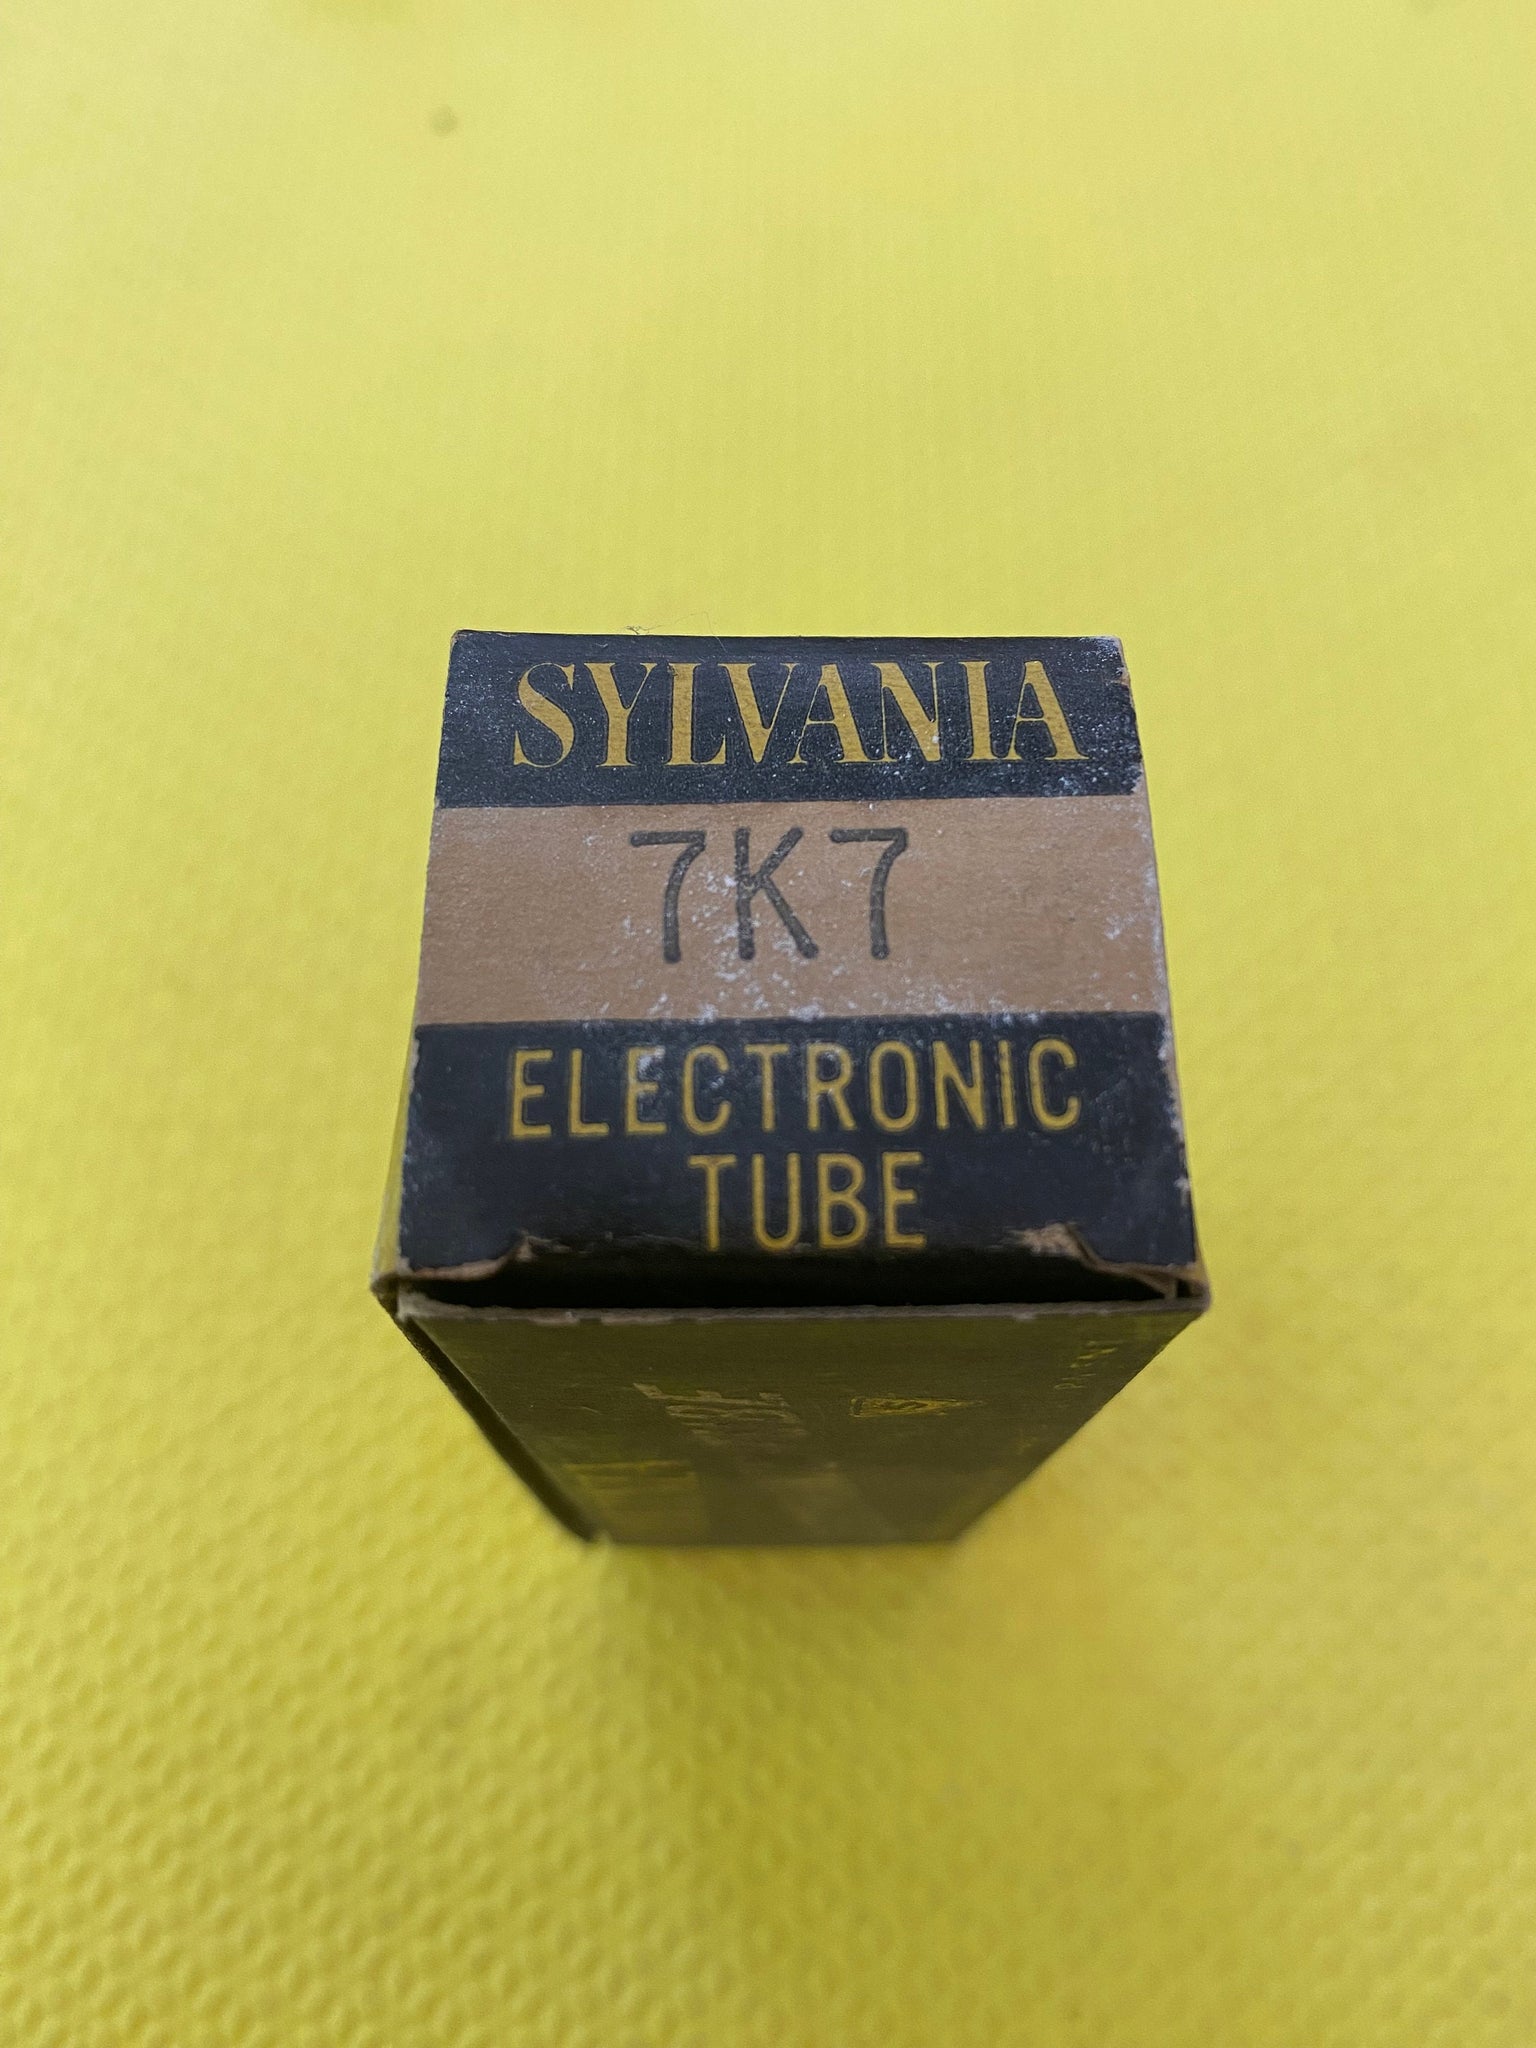 SYLVANIA
7K7
ELECTRONIC
TUBE